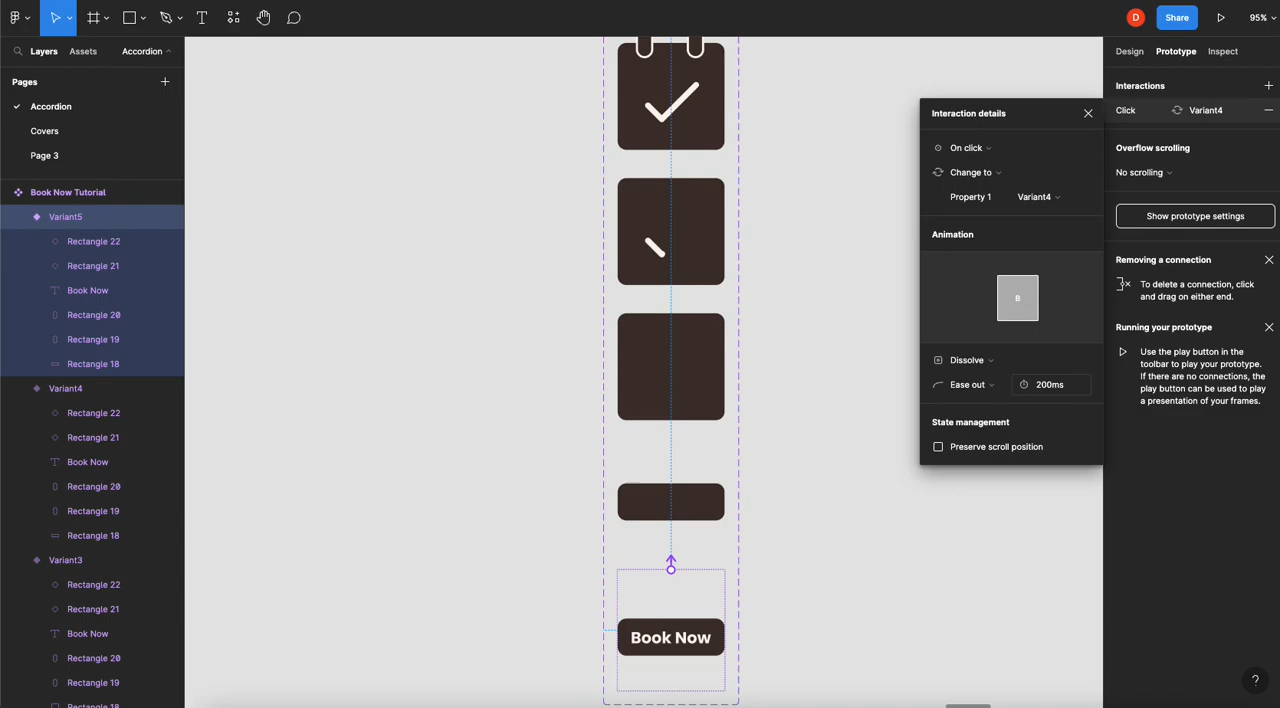 D
Share
95%
Layers
Assets
Accordion
Pages
Accordion
Covers
Page 3
Book Now Tutorial
Variant5
Rectangle 22
Rectangle 21
Book Now
Rectangle 20
Rectangle 19
Rectangle 18
Variant4
Rectangle 22
Rectangle 21
Book Now
Rectangle 20
Rectangle 19
Rectangle 18
Variant3
Rectangle 22
Rectangle 21
Book Now
Rectangle 20
Rectangle 19
Rectangle 18
Book Now
Interaction details
On click
Change to
Property 1 Variant4
Animation
B
Dissolve
Ease out 200ms
State management
Preserve scroll position
Design Prototype Inspect
Interactions
Click Variant4
Overflow scrolling
No scrolling
Show prototype settings
Removing a connection
To delete a connection, click
and drag on either end.
Running your prototype
Use the play button in the
toolbar to play your prototype.
If there are no connections, the
play button can be used to play
a presentation of your frames.
?